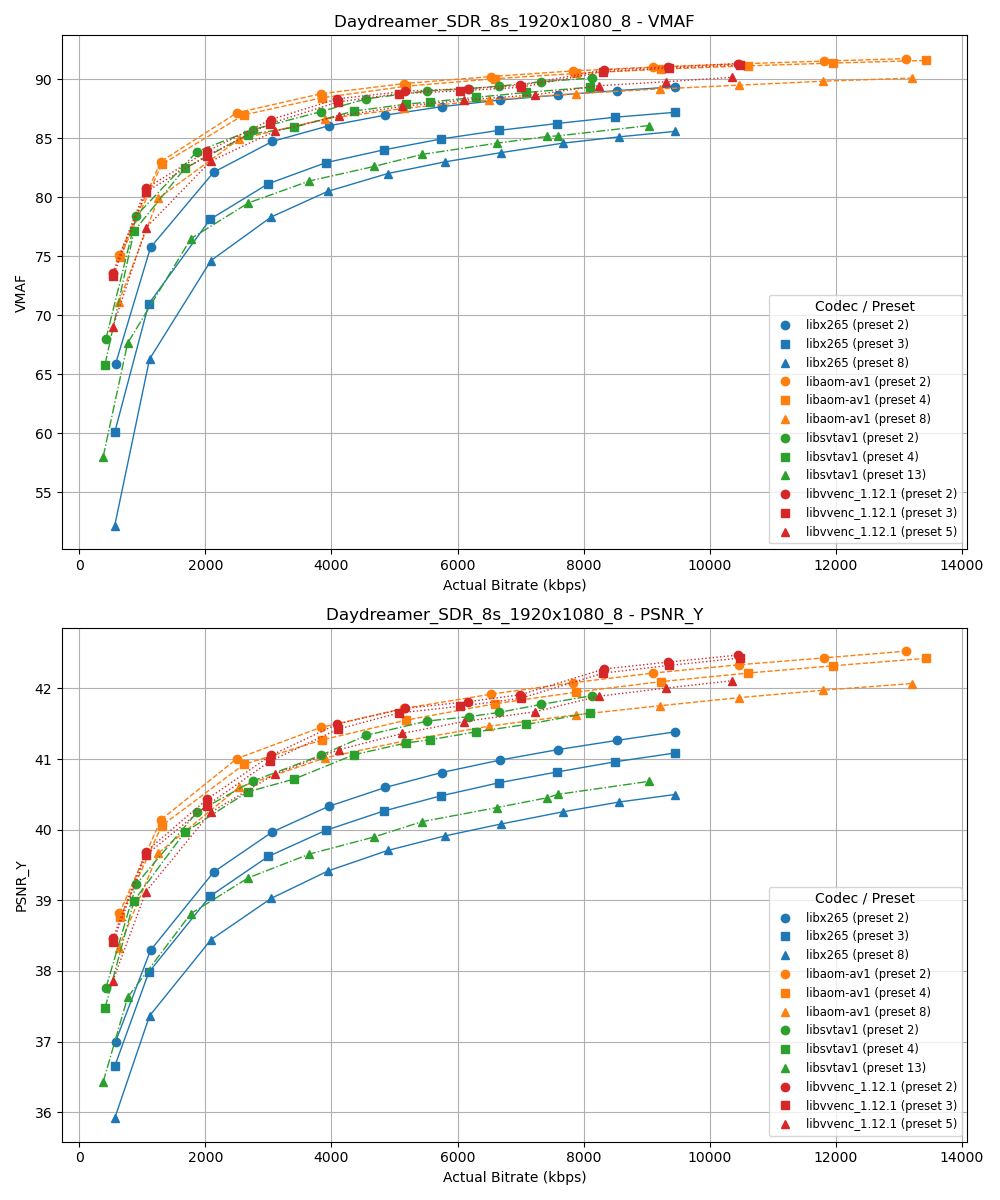 Daydreamer_SDR_8s_1920x1080_8 - VMAF
90
85
80
75
70
65
60
55
VMAF
0 2000 4000 6000 8000 10000 12000 14000
Actual Bitrate (kbps)
Codec / Preset
libx265 (preset 2)
libx265 (preset 3)
libx265 (preset 8)
libaom-av1 (preset 2)
libaom-av1 (preset 4)
libaom-av1 (preset 8)
libsvtav1 (preset 2)
libsvtav1 (preset 4)
libsvtav1 (preset 13)
libvvenc_1.12.1 (preset 2)
libvvenc_1.12.1 (preset 3)
libvvenc_1.12.1 (preset 5)
Daydreamer_SDR_8s_1920x1080_8 - PSNR_Y
42
41
40
39
38
37
36
PSNR_Y
0 2000 4000 6000 8000 10000 12000 14000
Actual Bitrate (kbps)
Codec / Preset
libx265 (preset 2)
libx265 (preset 3)
libx265 (preset 8)
libaom-av1 (preset 2)
libaom-av1 (preset 4)
libaom-av1 (preset 8)
libsvtav1 (preset 2)
libsvtav1 (preset 4)
libsvtav1 (preset 13)
libvvenc_1.12.1 (preset 2)
libvvenc_1.12.1 (preset 3)
libvvenc_1.12.1 (preset 5)